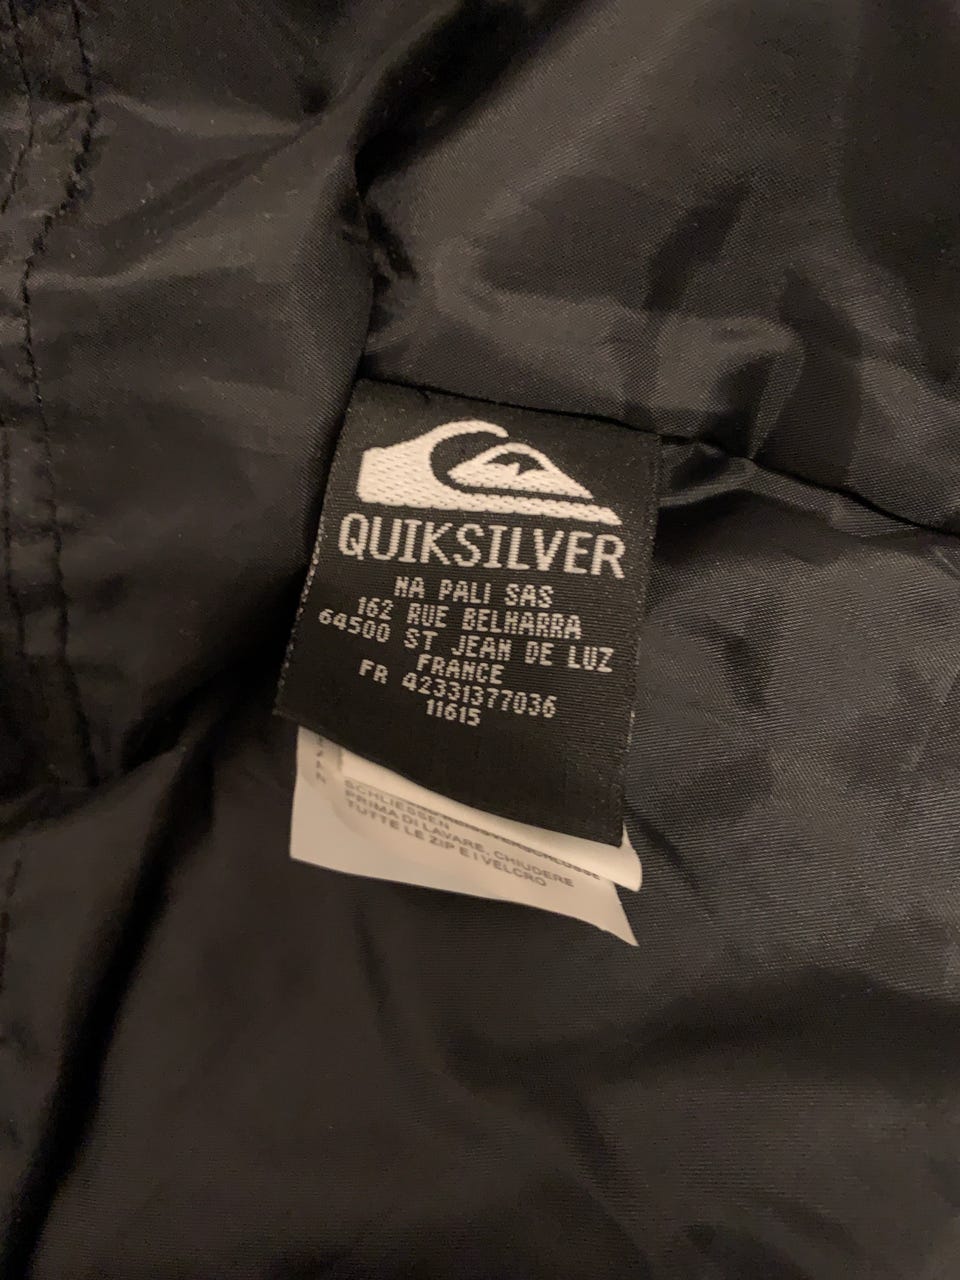 QUIKSILVER
NA PALI SAS
162 RUE BELHARRA
64500 ST JEAN DE LUZ
FRANCE
FR 42331377036
11615
SCHLIESSEN
PRIMA DI LAVARE, CHIUDERE
TUTTE LE ZIP E I VELCRO